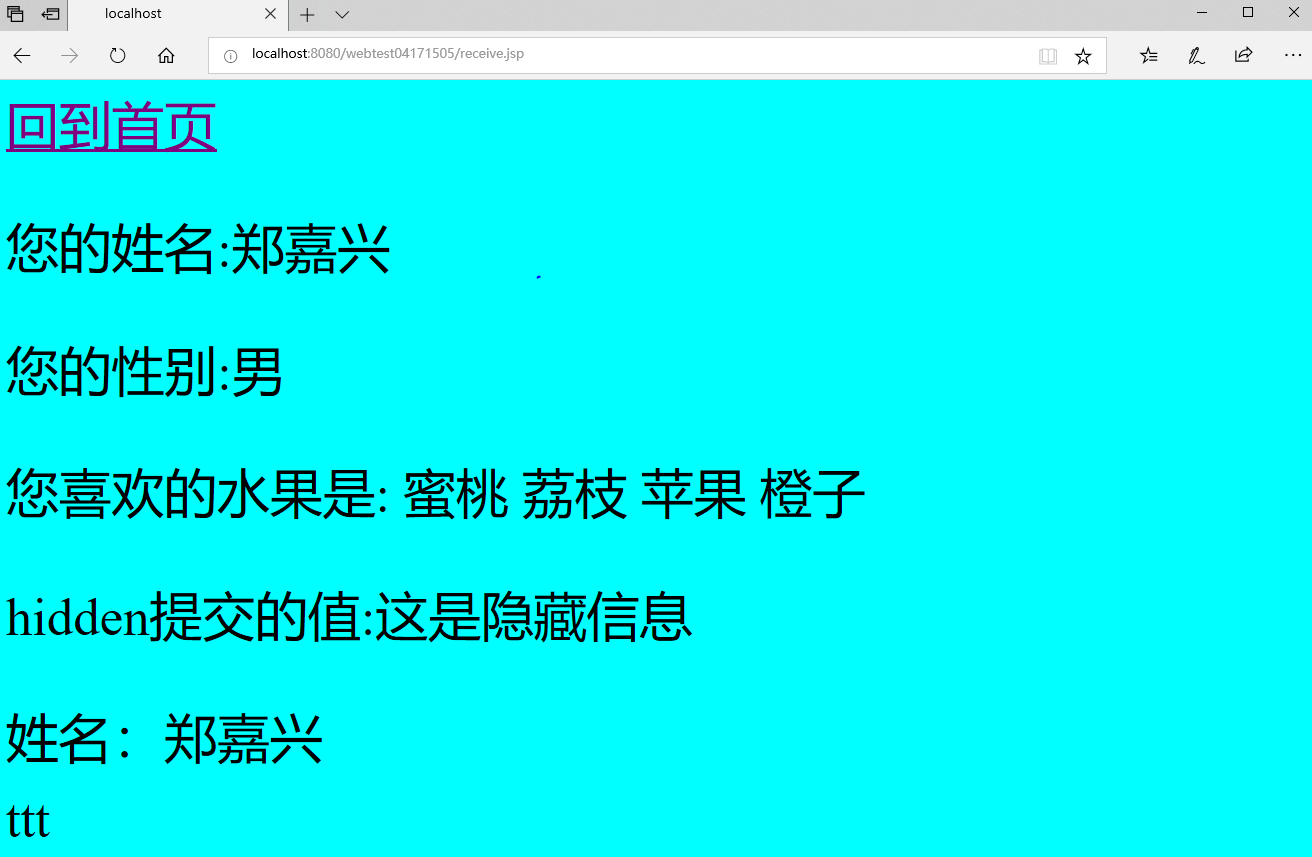 localhost
localhost:8080/webtest04171505/receive.jsp
回到首页
您的姓名:郑嘉兴
您的性别:男
您喜欢的水果是: 蜜桃 荔枝 苹果 橙子
hidden提交的值:这是隐藏信息
姓名：郑嘉兴
ttt